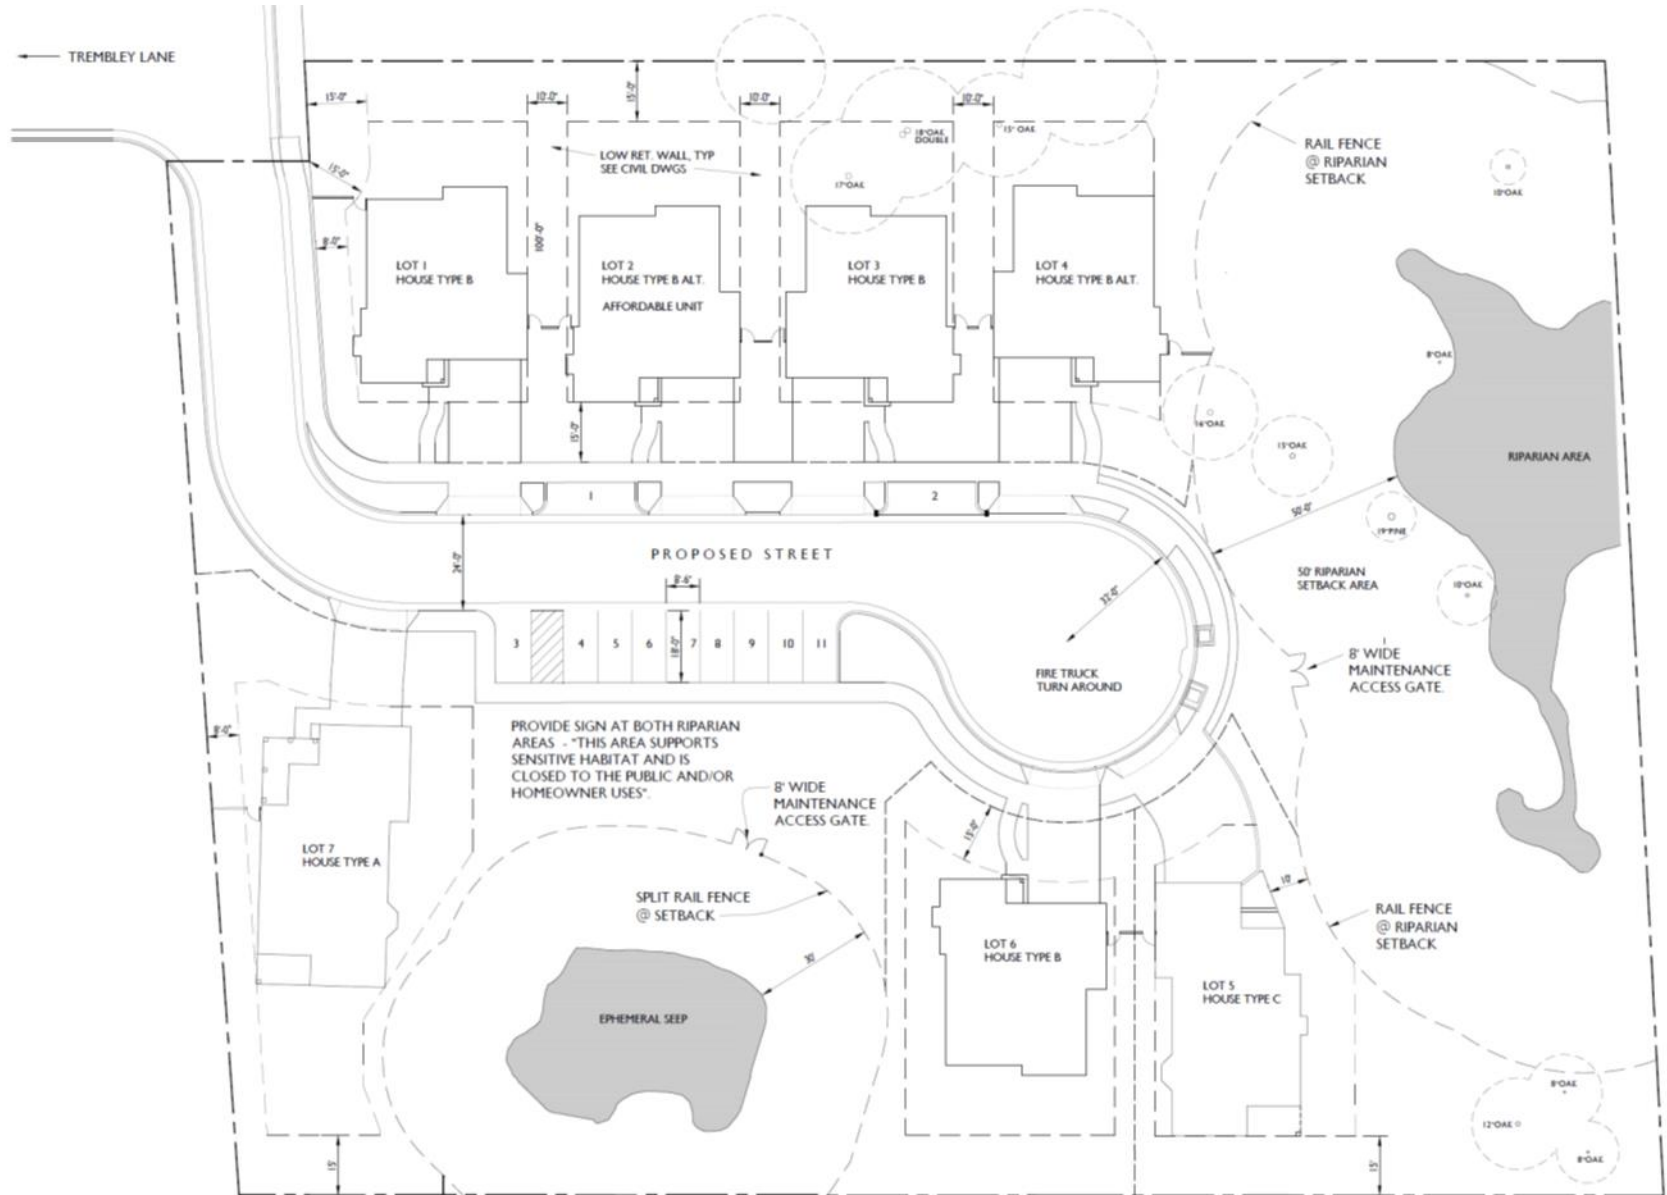 TREMBLEY LANE
15'-0"
10'-0"
15'-0"
10'-0"
10'-0"
18"OAK
DOUBLE
15" OAK
RAIL FENCE
@ RIPARIAN
SETBACK
LOW RET. WALL, TYP
SEE CIVIL DWGS
15'-0"
17"OAK
10"OAK
8'-0"
100'-0"
LOT 1
HOUSE TYPE B
LOT 2
HOUSE TYPE B ALT.
AFFORDABLE UNIT
LOT 3
HOUSE TYPE B
LOT 4
HOUSE TYPE B ALT.
8"OAK
16"OAK
15'-0"
15"OAK
RIPARIAN AREA
1
2
50'-0"
19"PINE
PROPOSED STREET
24'-0"
8'-6"
32'-0"
50' RIPARIAN
SETBACK AREA
10"OAK
3
4
5
6
18'-0"
7
8
9
10
11
FIRE TRUCK
TURN AROUND
8' WIDE
MAINTENANCE
ACCESS GATE.
8'-0"
PROVIDE SIGN AT BOTH RIPARIAN
AREAS - "THIS AREA SUPPORTS
SENSITIVE HABITAT AND IS
CLOSED TO THE PUBLIC AND/OR
HOMEOWNER USES".
8' WIDE
MAINTENANCE
ACCESS GATE.
15'-0"
LOT 7
HOUSE TYPE A
SPLIT RAIL FENCE
@ SETBACK
10'
RAIL FENCE
@ RIPARIAN
SETBACK
30'
LOT 6
HOUSE TYPE B
LOT 5
HOUSE TYPE C
EPHEMERAL SEEP
8"OAK
12"OAK
8"OAK
15'
15'